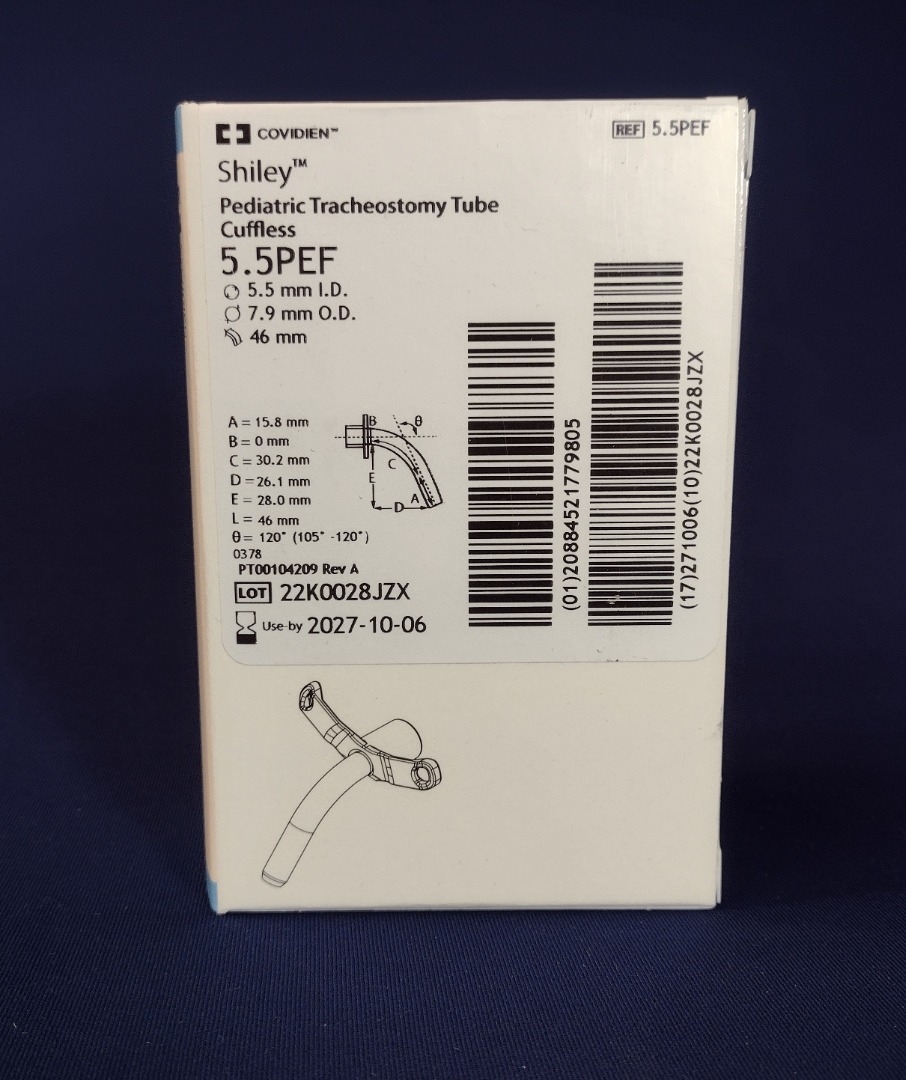 COVIDIEN™
REF 5.5PEF
Shiley™
Pediatric Tracheostomy Tube
Cuffless
5.5PEF
5.5 mm I.D.
7.9 mm O.D.
46 mm
A = 15.8 mm
B = 0 mm
C = 30.2 mm
D = 26.1 mm
E = 28.0 mm
L = 46 mm
θ = 120° (105° -120°)
0378
PT00104209 Rev A
LOT 22K0028JZX
Use by 2027-10-06
B
θ
C
E
A
D
(01)20884521779805
(17)271006(10)22K0028JZX